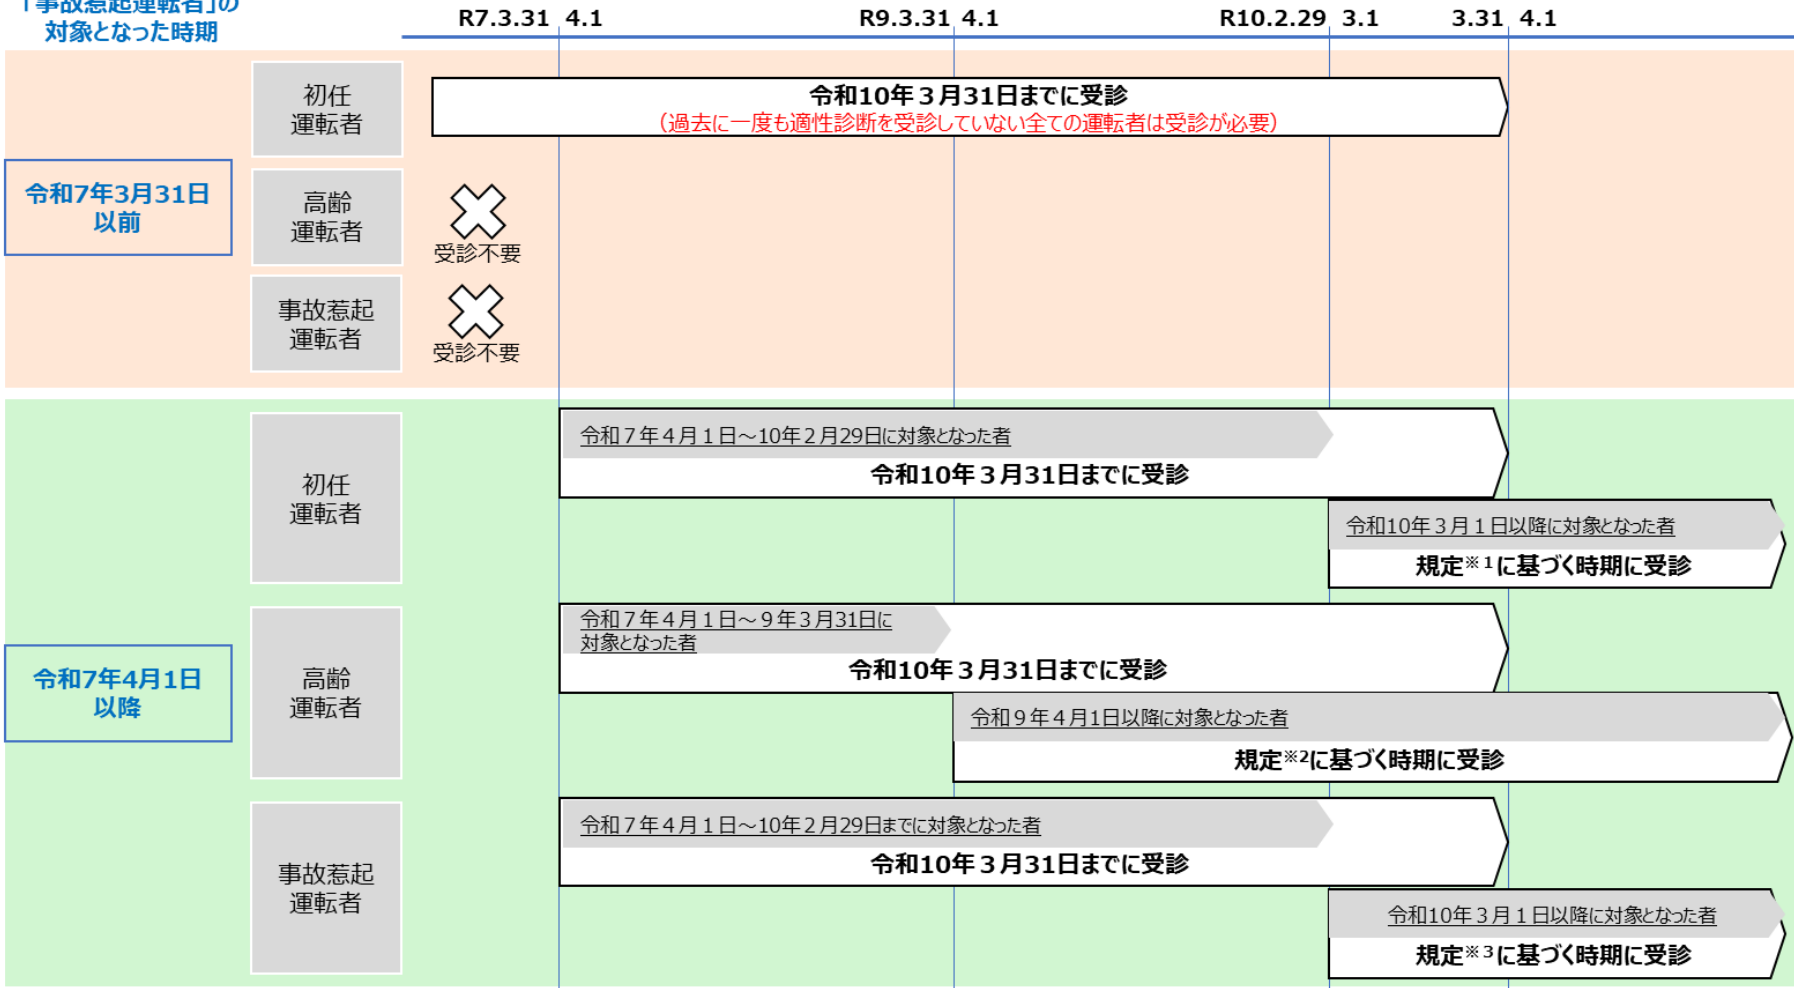 「事故惹起運転者」の
対象となった時期
R7.3.31 4.1
R9.3.31 4.1
R10.2.29 3.1
3.31 4.1
初任
運転者
令和10年３月31日までに受診
（過去に一度も適性診断を受診していない全ての運転者は受診が必要）
令和7年3月31日
以前
高齢
運転者
受診不要
事故惹起
運転者
受診不要
初任
運転者
令和７年４月１日～10年２月29日に対象となった者
令和10年３月31日までに受診
令和10年３月１日以降に対象となった者
規定※1に基づく時期に受診
令和7年4月1日
以降
高齢
運転者
令和７年４月１日～９年３月31日に
対象となった者
令和10年３月31日までに受診
令和９年４月1日以降に対象となった者
規定※2に基づく時期に受診
事故惹起
運転者
令和７年４月１日～10年２月29日までに対象となった者
令和10年３月31日までに受診
令和10年３月１日以降に対象となった者
規定※3に基づく時期に受診